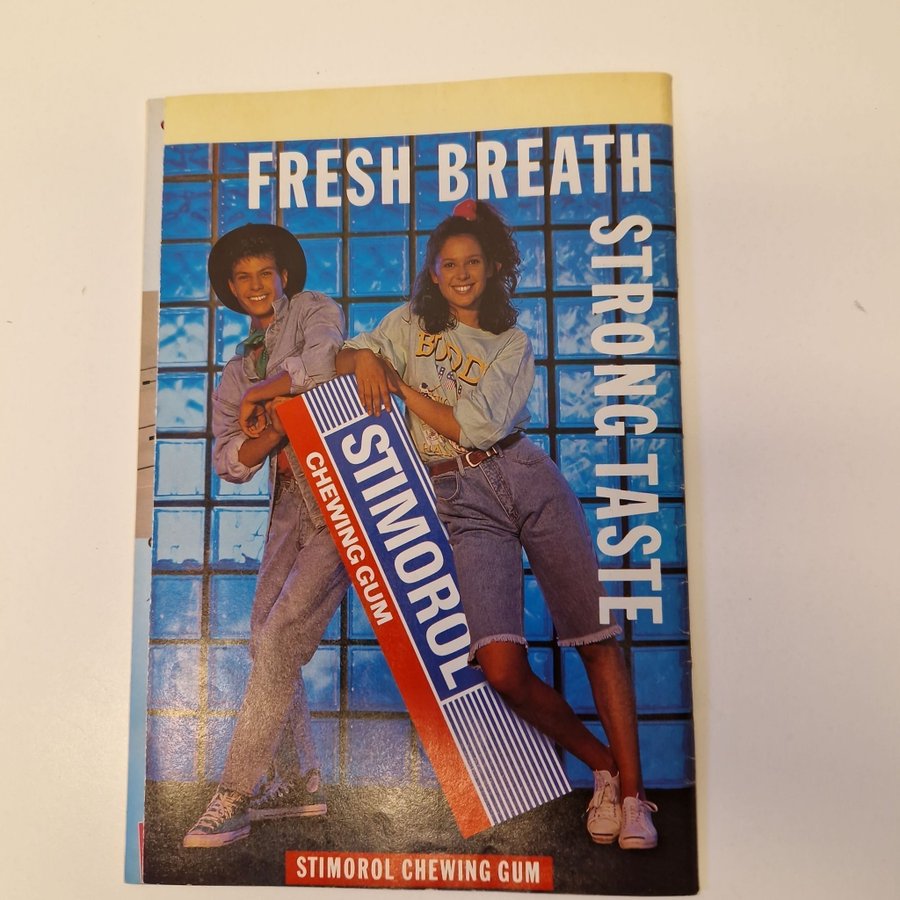 FRESH BREATH
STRONG TASTE
STIMOROL
CHEWING GUM
STIMOROL CHEWING GUM